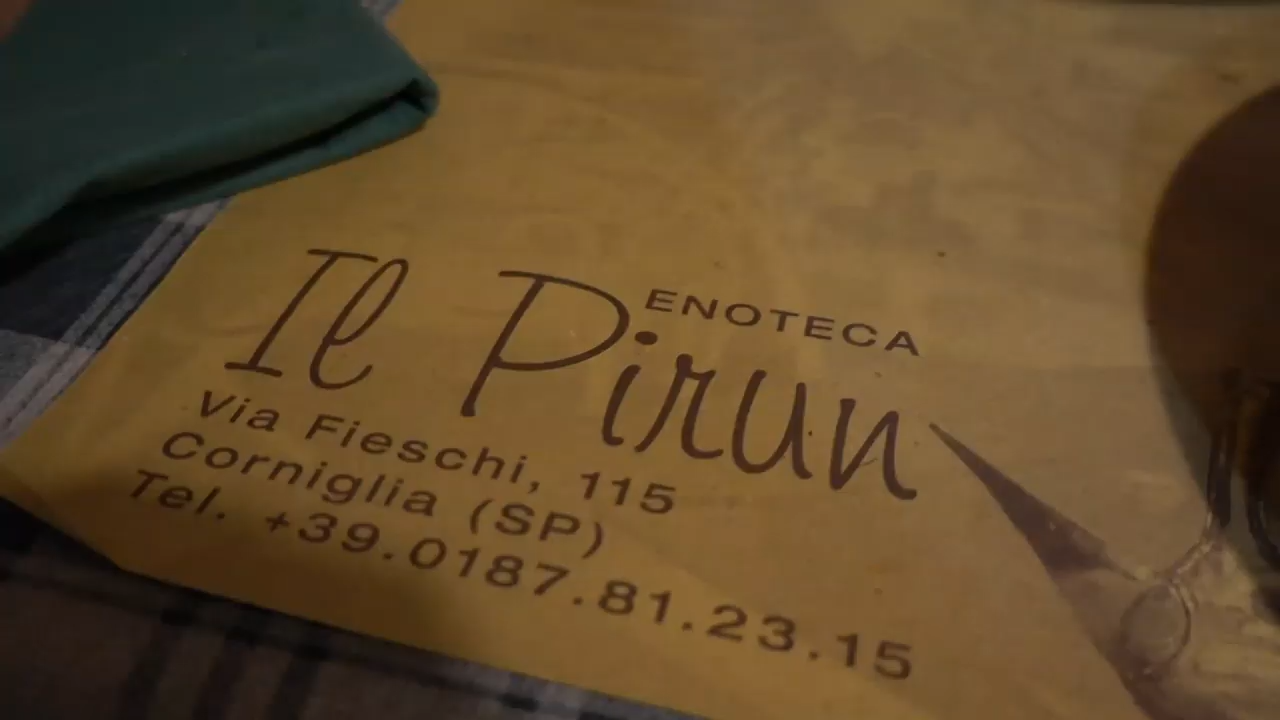 ENOTECA
Il Pirun
Via Fieschi, 115
Corniglia (SP)
Tel. +39.0187.81.23.15